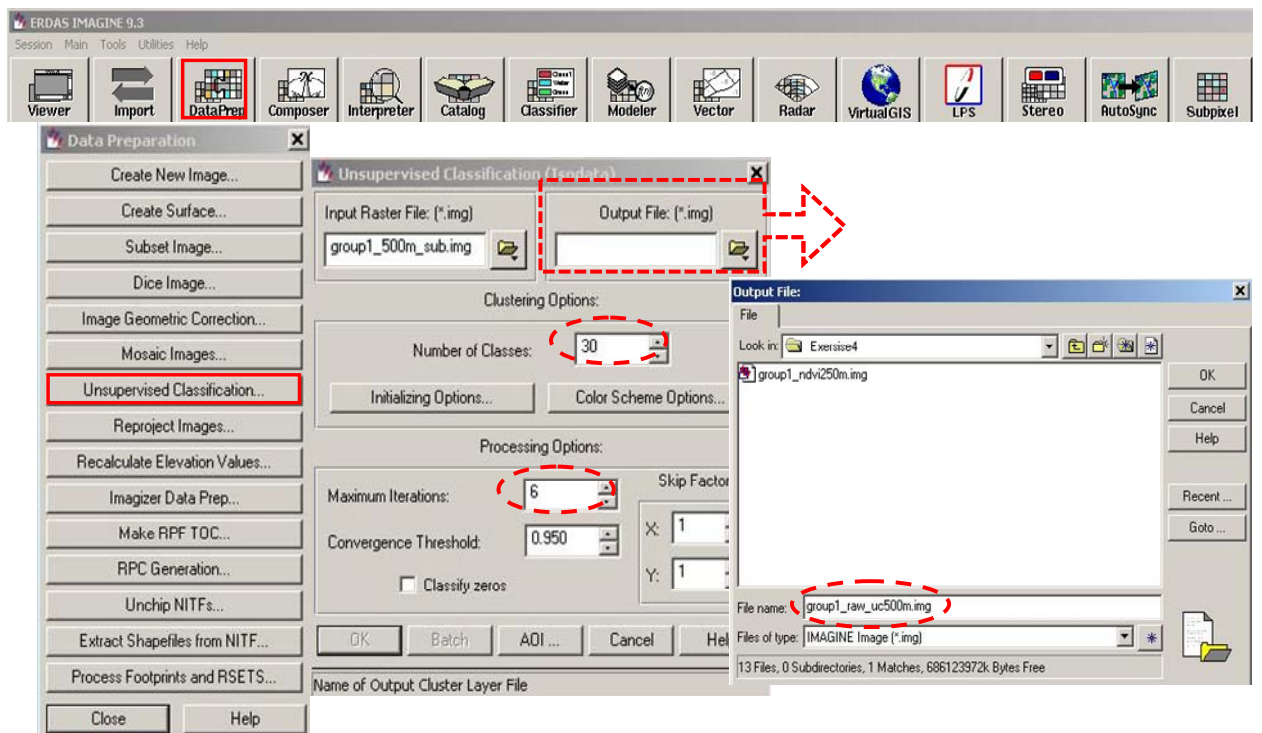 ERDAS IMAGINE 9.3
Session Main Tools Utilities Help
Viewer Import DataPrep Composer Interpreter Catalog Classifier Modeler Vector Radar VirtualGIS LPS Stereo AutoSync Subpixel
Data Preparation
Create New Image...
Create Surface...
Subset Image...
Dice Image...
Image Geometric Correction...
Mosaic Images...
Unsupervised Classification...
Reproject Images...
Recalculate Elevation Values...
Imagizer Data Prep...
Make RPF TOC...
RPC Generation...
Unchip NITFs...
Extract Shapefiles from NITF...
Process Footprints and RSETS...
Close Help
Unsupervised Classification (Isodata)
Input Raster File: (*.img) Output File: (*.img)
group1_500m_sub.img
Clustering Options:
Number of Classes: 30
Initializing Options... Color Scheme Options...
Processing Options:
Maximum Iterations: 6
Skip Factor
Convergence Threshold: 0.950
X: 1
Classify zeros
Y: 1
OK Batch AOI ... Cancel Hel
Name of Output Cluster Layer File
Output File:
File
Look in: Exersise4
group1_ndvi250m.img
OK
Cancel
Help
Recent ...
Goto ...
File name: group1_raw_uc500m.img
Files of type: IMAGINE Image (*.img)
13 Files, 0 Subdirectories, 1 Matches, 686123972k Bytes Free